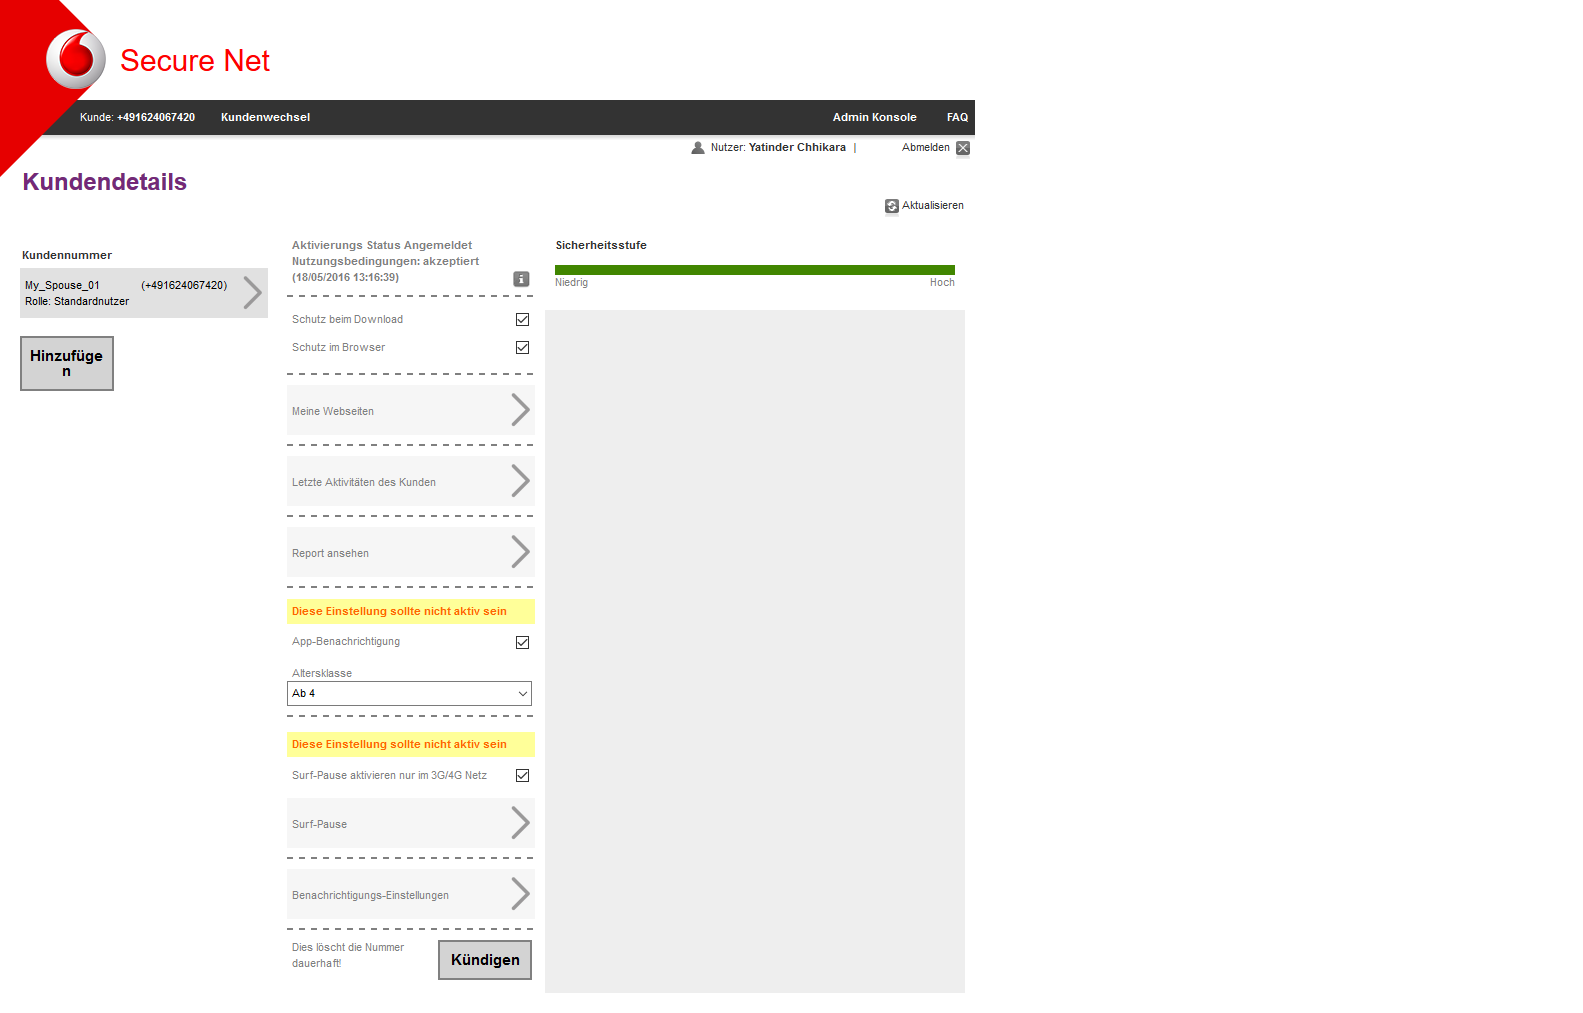 Secure Net
Kunde: +491624067420 Kundenwechsel Admin Konsole FAQ
Nutzer: Yatinder Chhikara | Abmelden
Kundendetails
Aktualisieren
Kundennummer
My_Spouse_01 (+491624067420)
Rolle: Standardnutzer
Hinzufüge
n
Aktivierungs Status Angemeldet
Nutzungsbedingungen: akzeptiert
(18/05/2016 13:16:39)
Schutz beim Download
Schutz im Browser
Meine Webseiten
Letzte Aktivitäten des Kunden
Report ansehen
Diese Einstellung sollte nicht aktiv sein
App-Benachrichtigung
Altersklasse
Ab 4
Diese Einstellung sollte nicht aktiv sein
Surf-Pause aktivieren nur im 3G/4G Netz
Surf-Pause
Benachrichtigungs-Einstellungen
Dies löscht die Nummer
dauerhaft!
Kündigen
Sicherheitsstufe
Niedrig Hoch